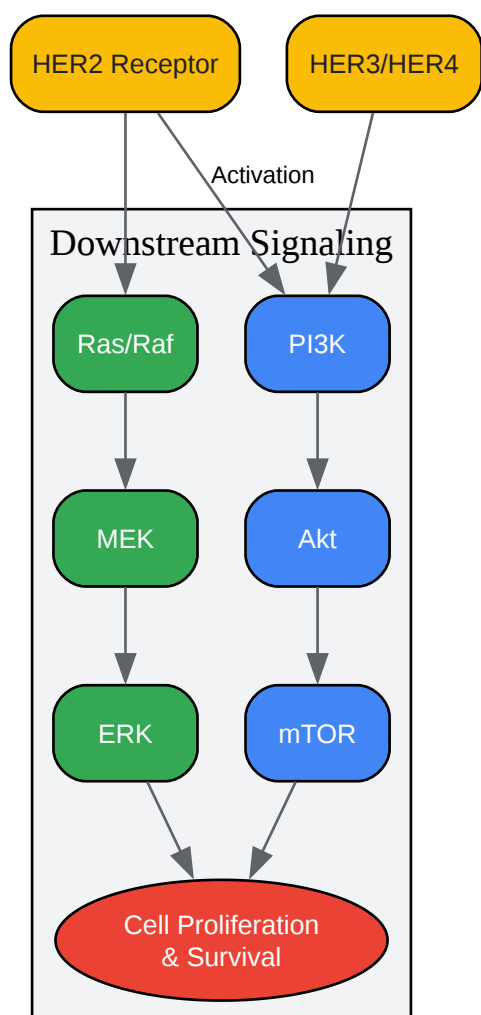 HER2 Receptor
HER3/HER4
Activation
Downstream Signaling
Ras/Raf
PI3K
MEK
Akt
ERK
mTOR
Cell Proliferation
& Survival